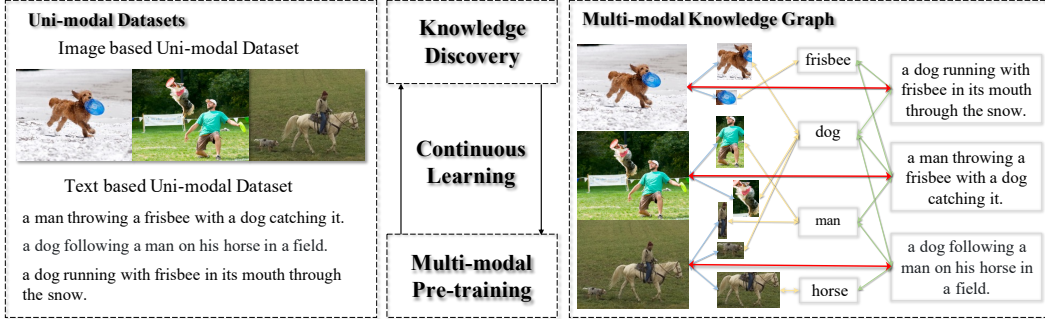 Uni-modal Datasets
Image based Uni-modal Dataset
Text based Uni-modal Dataset
a man throwing a frisbee with a dog catching it.
a dog following a man on his horse in a field.
a dog running with frisbee in its mouth through
the snow.
Knowledge
Discovery
Continuous
Learning
Multi-modal
Pre-training
Multi-modal Knowledge Graph
frisbee
dog
man
horse
a dog running with
frisbee in its mouth
through the snow.
a man throwing a
frisbee with a dog
catching it.
a dog following a
man on his horse in
a field.